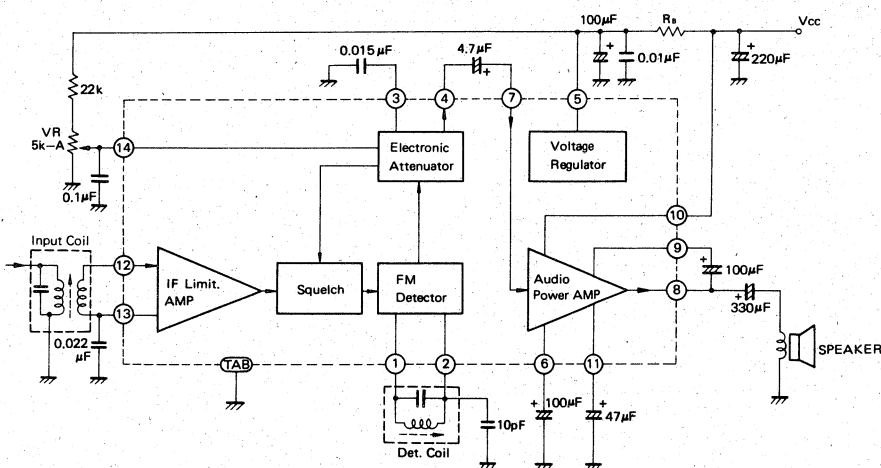 100μF
R_B
Vcc
0.015μF
4.7μF
+
+
0.01μF
+
220μF
22k
3
4
7
5
VR
5k-A
14
Electronic
Attenuator
Voltage
Regulator
0.1μF
10
Input Coil
9
12
IF Limit.
AMP
Squelch
FM
Detector
Audio
Power AMP
+
100μF
8
13
+
330μF
0.022
μF
SPEAKER
TAB
1
2
6
11
+
100μF
+
47μF
10pF
Det. Coil